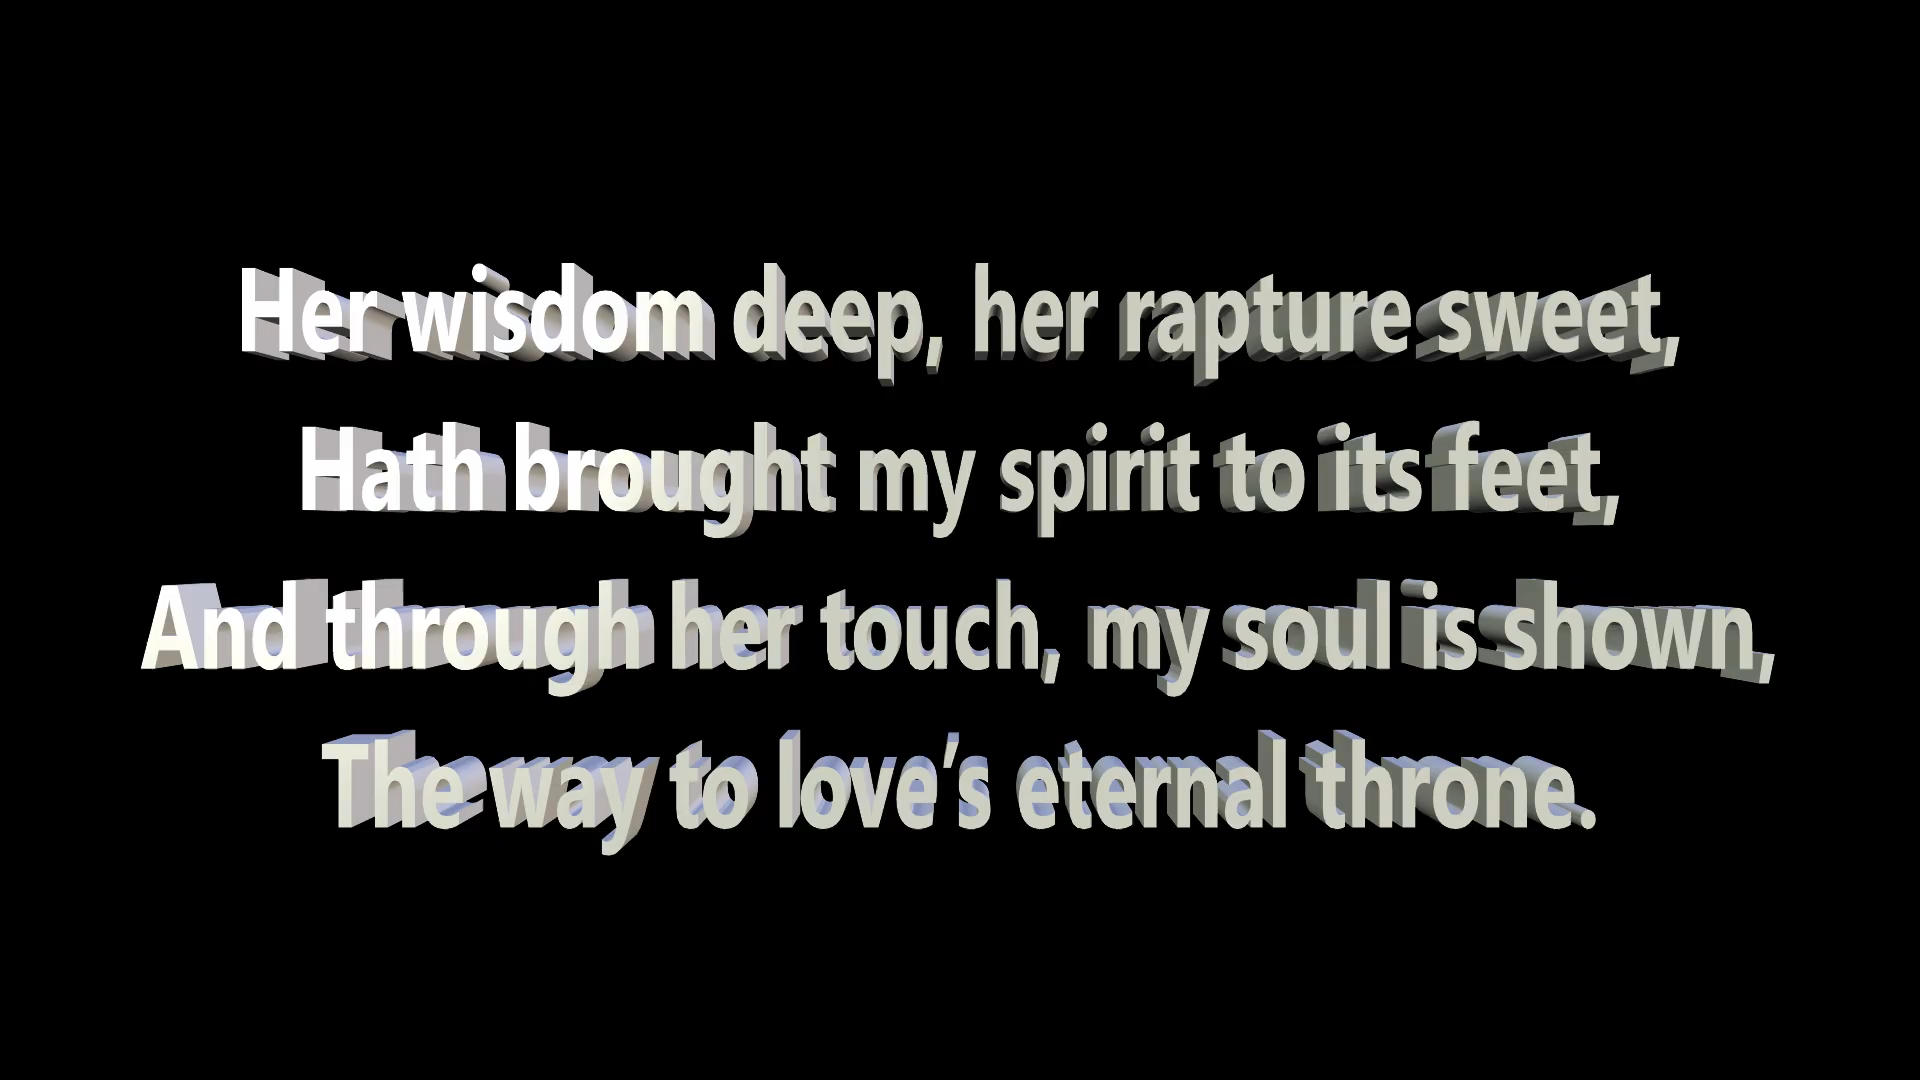 Her wisdom deep, her rapture sweet,
Hath brought my spirit to its feet,
And through her touch, my soul is shown,
The way to love’s eternal throne.